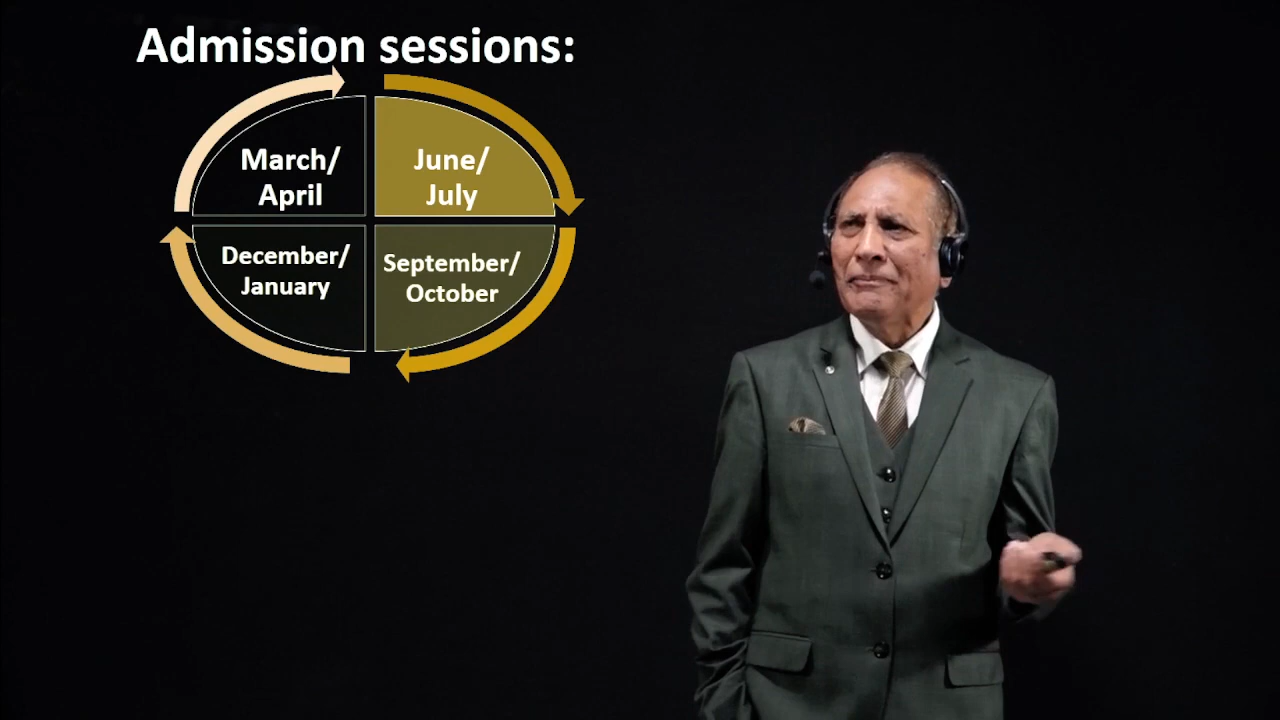 Admission sessions:
March/
April
June/
July
December/
January
September/
October